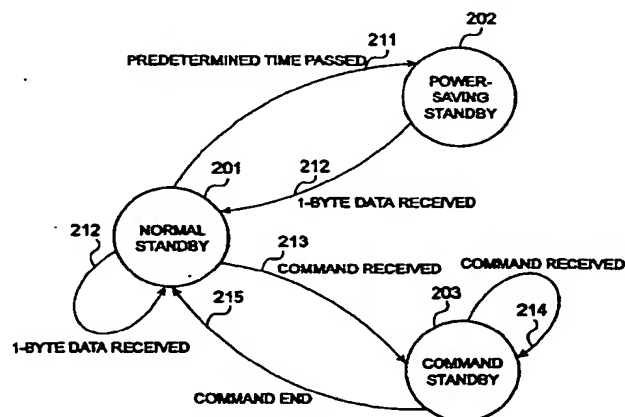 202
211
PREDETERMINED TIME PASSED
POWER-
SAVING
STANDBY
201
212
1-BYTE DATA RECEIVED
212
NORMAL
STANDBY
213
COMMAND RECEIVED
COMMAND RECEIVED
215
203
214
1-BYTE DATA RECEIVED
COMMAND
STANDBY
COMMAND END